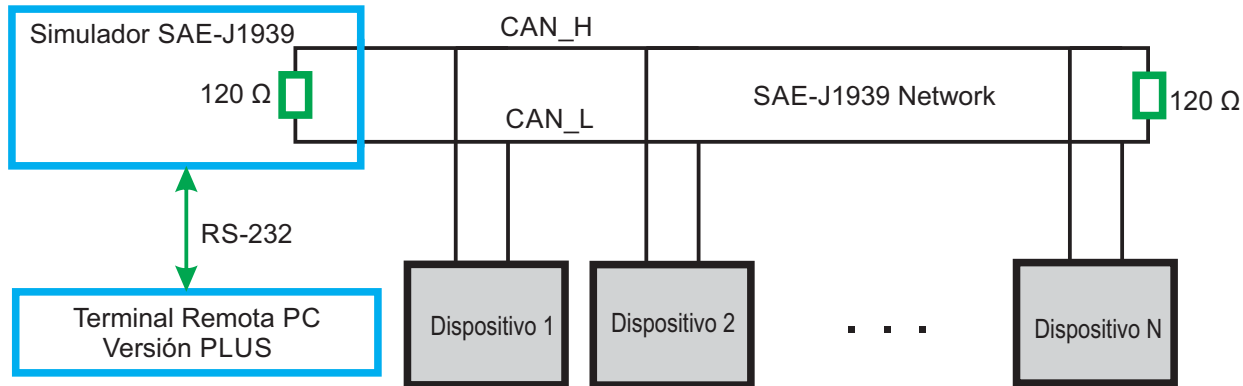 Simulador SAE-J1939
120 Ω
CAN_H
CAN_L
SAE-J1939 Network
120 Ω
RS-232
Terminal Remota PC
Versión PLUS
Dispositivo 1
Dispositivo 2
. . .
Dispositivo N